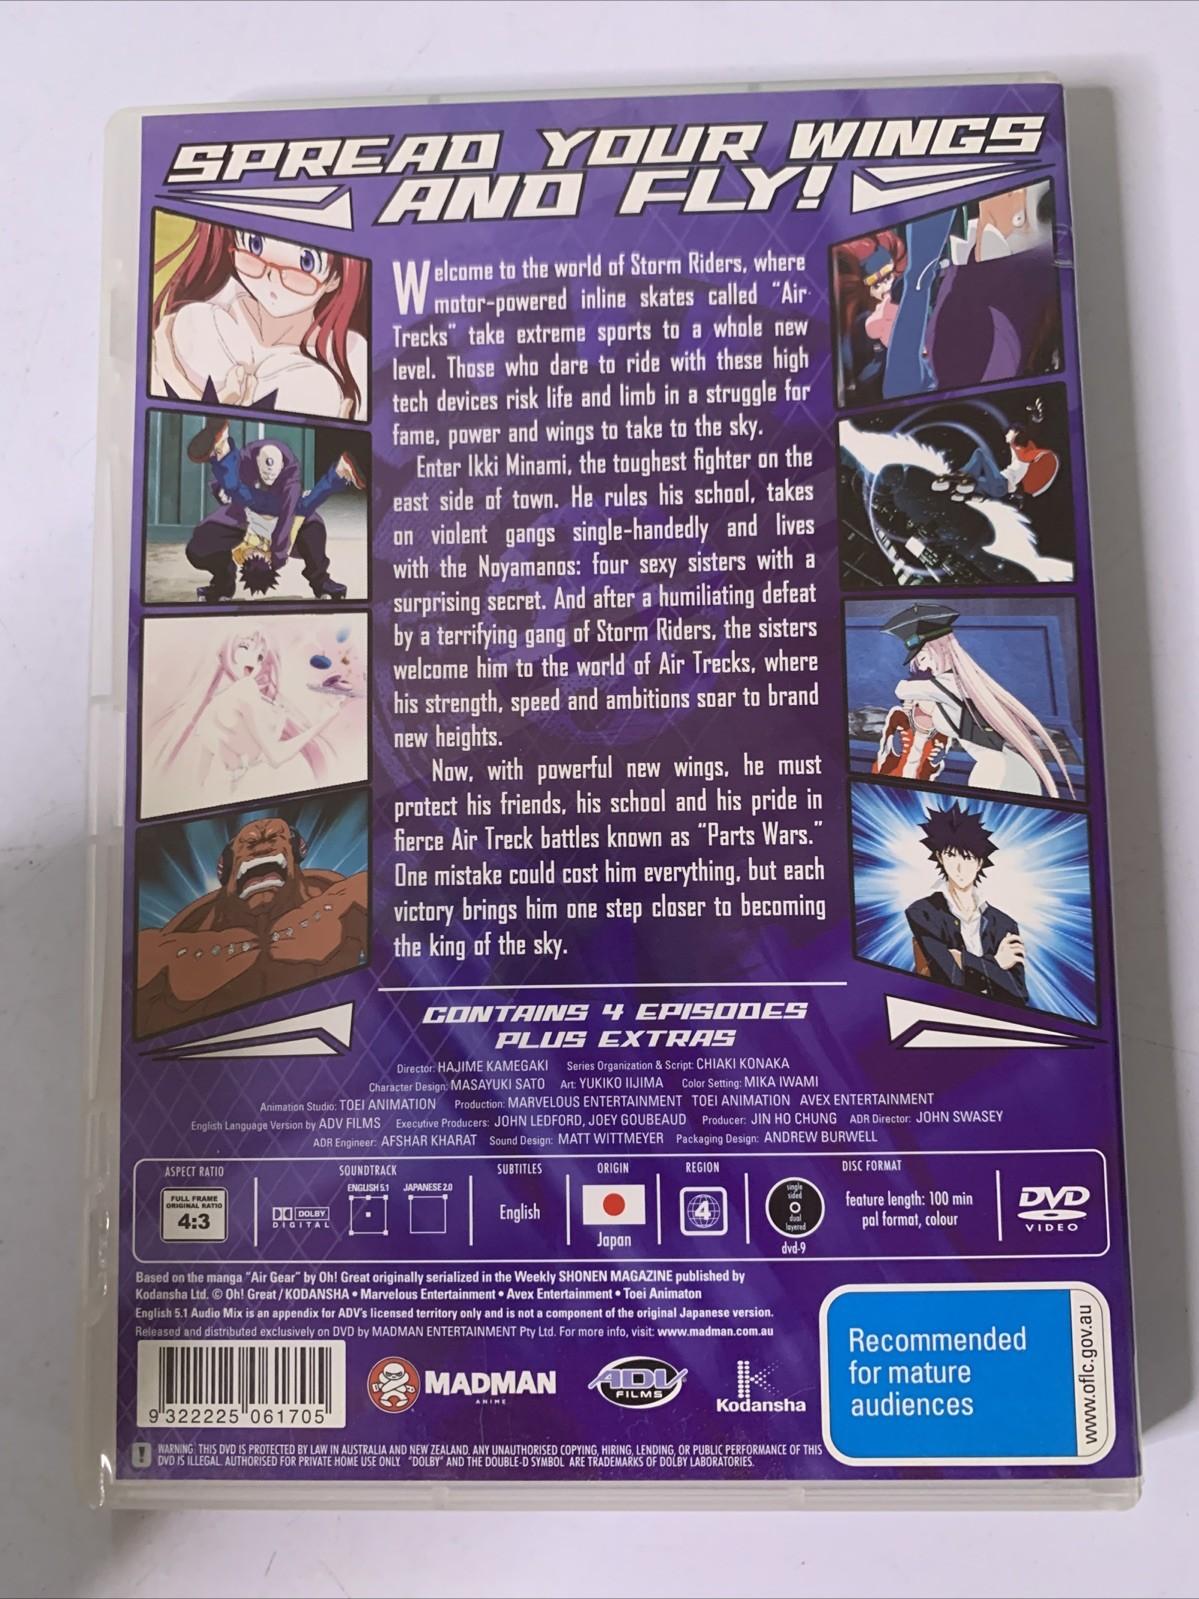 SPREAD YOUR WINGS
AND FLY!
Welcome to the world of Storm Riders, where
motor-powered inline skates called “Air
Trecks” take extreme sports to a whole new
level. Those who dare to ride with these high
tech devices risk life and limb in a struggle for
fame, power and wings to take to the sky.
Enter Ikki Minami, the toughest fighter on the
east side of town. He rules his school, takes
on violent gangs single-handedly and lives
with the Noyamanos: four sexy sisters with a
surprising secret. And after a humiliating defeat
by a terrifying gang of Storm Riders, the sisters
welcome him to the world of Air Trecks, where
his strength, speed and ambitions soar to brand
new heights.
Now, with powerful new wings, he must
protect his friends, his school and his pride in
fierce Air Treck battles known as “Parts Wars.”
One mistake could cost him everything, but each
victory brings him one step closer to becoming
the king of the sky.
CONTAINS 4 EPISODES
PLUS EXTRAS
Director: HAJIME KAMEGAKI Series Organization & Script: CHIAKI KONAKA
Character Design: MASAYUKI SATO Art: YUKIKO IIJIMA Color Setting: MIKA IWAMI
Animation Studio: TOEI ANIMATION Production: MARVELOUS ENTERTAINMENT TOEI ANIMATION AVEX ENTERTAINMENT
English Language Version by ADV FILMS Executive Producers: JOHN LEDFORD, JOEY GOUBEAUD Producer: JIN HO CHUNG ADR Director: JOHN SWASEY
ADR Engineer: AFSHAR KHARAT Sound Design: MATT WITTMEYER Packaging Design: ANDREW BURWELL
ASPECT RATIO
FULL FRAME
ORIGINAL RATIO
4:3
SOUNDTRACK
DOLBY
DIGITAL
ENGLISH 5.1 JAPANESE 2.0
SUBTITLES
English
ORIGIN
Japan
REGION
4
DISC FORMAT
single
sided
dual
layered
dvd-9
feature length: 100 min
pal format, colour
DVD
VIDEO
Based on the manga "Air Gear" by Oh! Great originally serialized in the Weekly SHONEN MAGAZINE published by
Kodansha Ltd. © Oh! Great / KODANSHA • Marvelous Entertainment • Avex Entertainment • Toei Animaton
English 5.1 Audio Mix is an appendix for ADV's licensed territory only and is not a component of the original Japanese version.
Released and distributed exclusively on DVD by MADMAN ENTERTAINMENT Pty Ltd. For more info, visit: www.madman.com.au
9 322225 061705
MADMAN
ANIME
ADV
FILMS
Kodansha
Recommended
for mature
audiences
www.oflc.gov.au
WARNING THIS DVD IS PROTECTED BY LAW IN AUSTRALIA AND NEW ZEALAND. ANY UNAUTHORISED COPYING, HIRING, LENDING, OR PUBLIC PERFORMANCE OF THIS
DVD IS ILLEGAL. AUTHORISED FOR PRIVATE HOME USE ONLY "DOLBY" AND THE DOUBLE-D SYMBOL ARE TRADEMARKS OF DOLBY LABORATORIES.